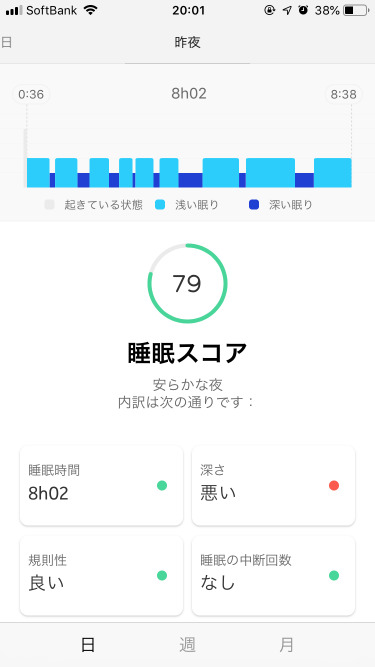 SoftBank 20:01 38%
日 昨夜
0:36 8h02 8:38
起きている状態 浅い眠り 深い眠り
79
睡眠スコア
安らかな夜
内訳は次の通りです：
睡眠時間
8h02
深さ
悪い
規則性
良い
睡眠の中断回数
なし
日 週 月